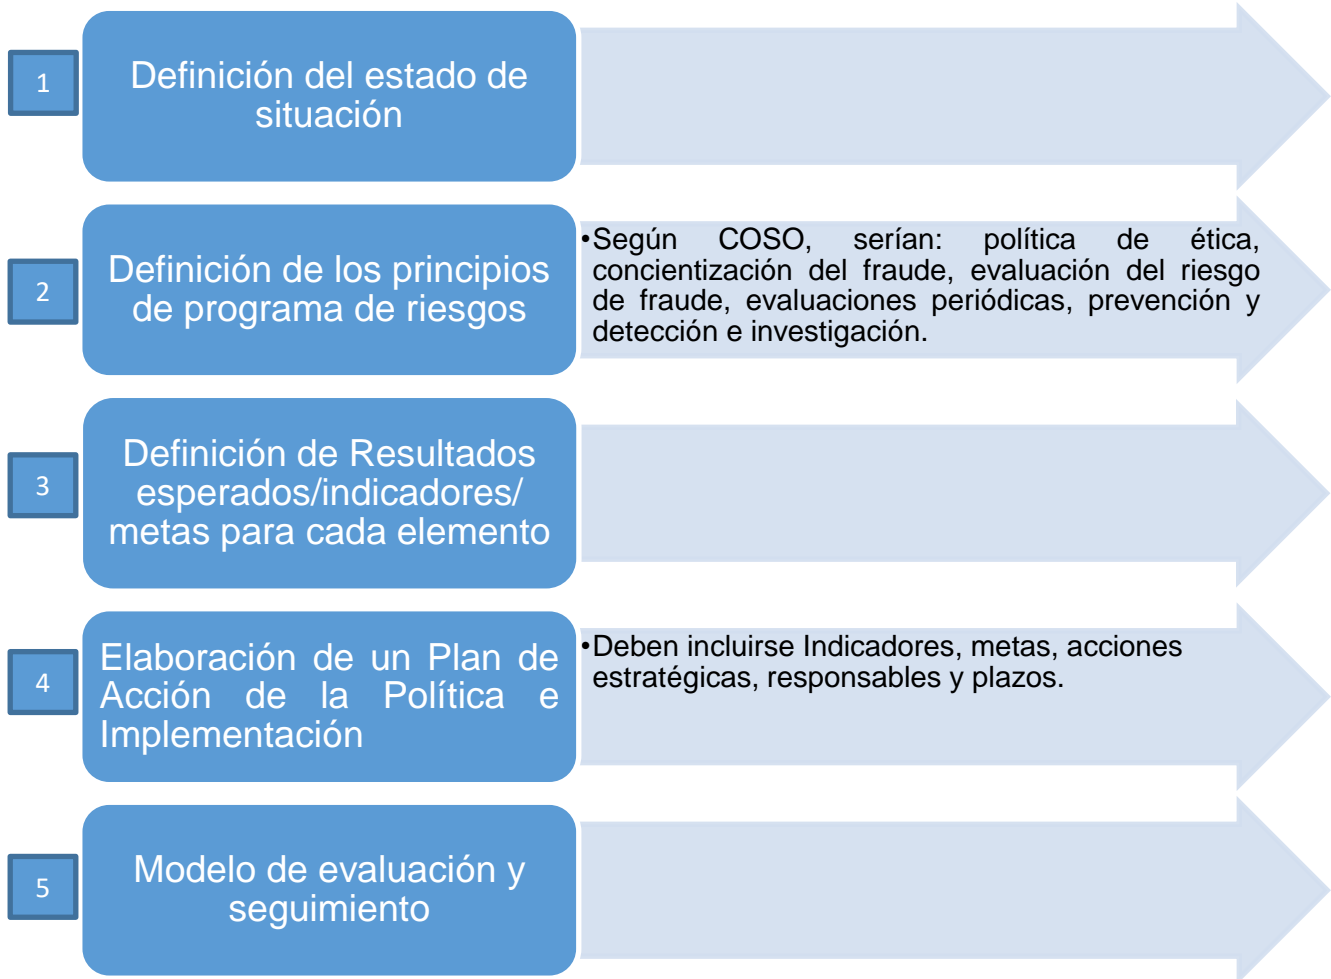 1
Definición del estado de
situación
2
Definición de los principios
de programa de riesgos
•Según COSO, serían: política de ética,
concientización del fraude, evaluación del riesgo
de fraude, evaluaciones periódicas, prevención y
detección e investigación.
3
Definición de Resultados
esperados/indicadores/
metas para cada elemento
4
Elaboración de un Plan de
Acción de la Política e
Implementación
•Deben incluirse Indicadores, metas, acciones
estratégicas, responsables y plazos.
5
Modelo de evaluación y
seguimiento